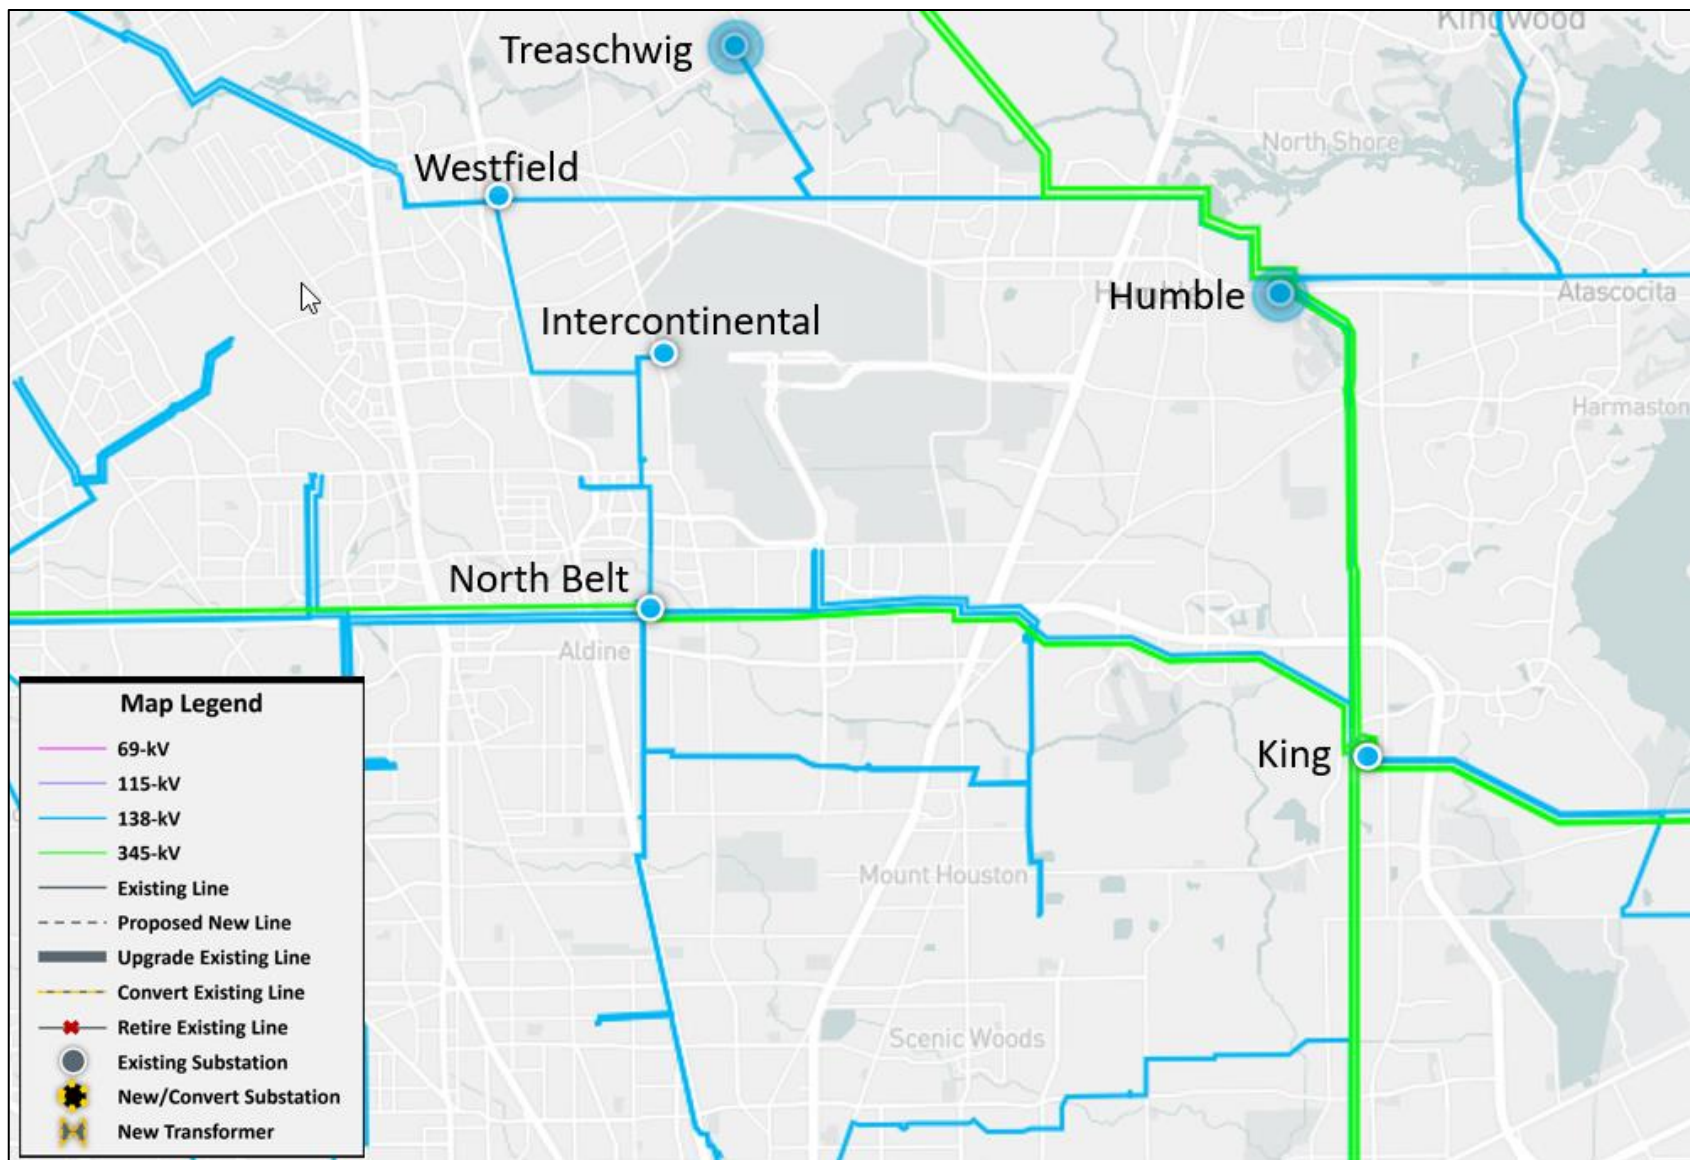 Kingwood
Treaschwig
North Shore
Westfield
Humble
Atascocita
Intercontinental
Harmaston
North Belt
Aldine
King
Map Legend
69-kV
115-kV
138-kV
345-kV
Existing Line
Proposed New Line
Upgrade Existing Line
Convert Existing Line
Retire Existing Line
Existing Substation
New/Convert Substation
New Transformer
Mount Houston
Scenic Woods